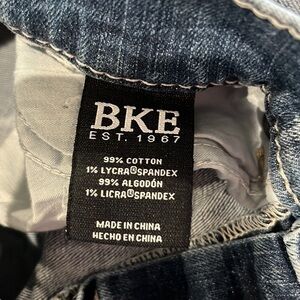 BKE
EST. 1967
99% COTTON
1% LYCRA®SPANDEX
99% ALGODÓN
1% LICRA®SPANDEX
MADE IN CHINA
HECHO EN CHINA